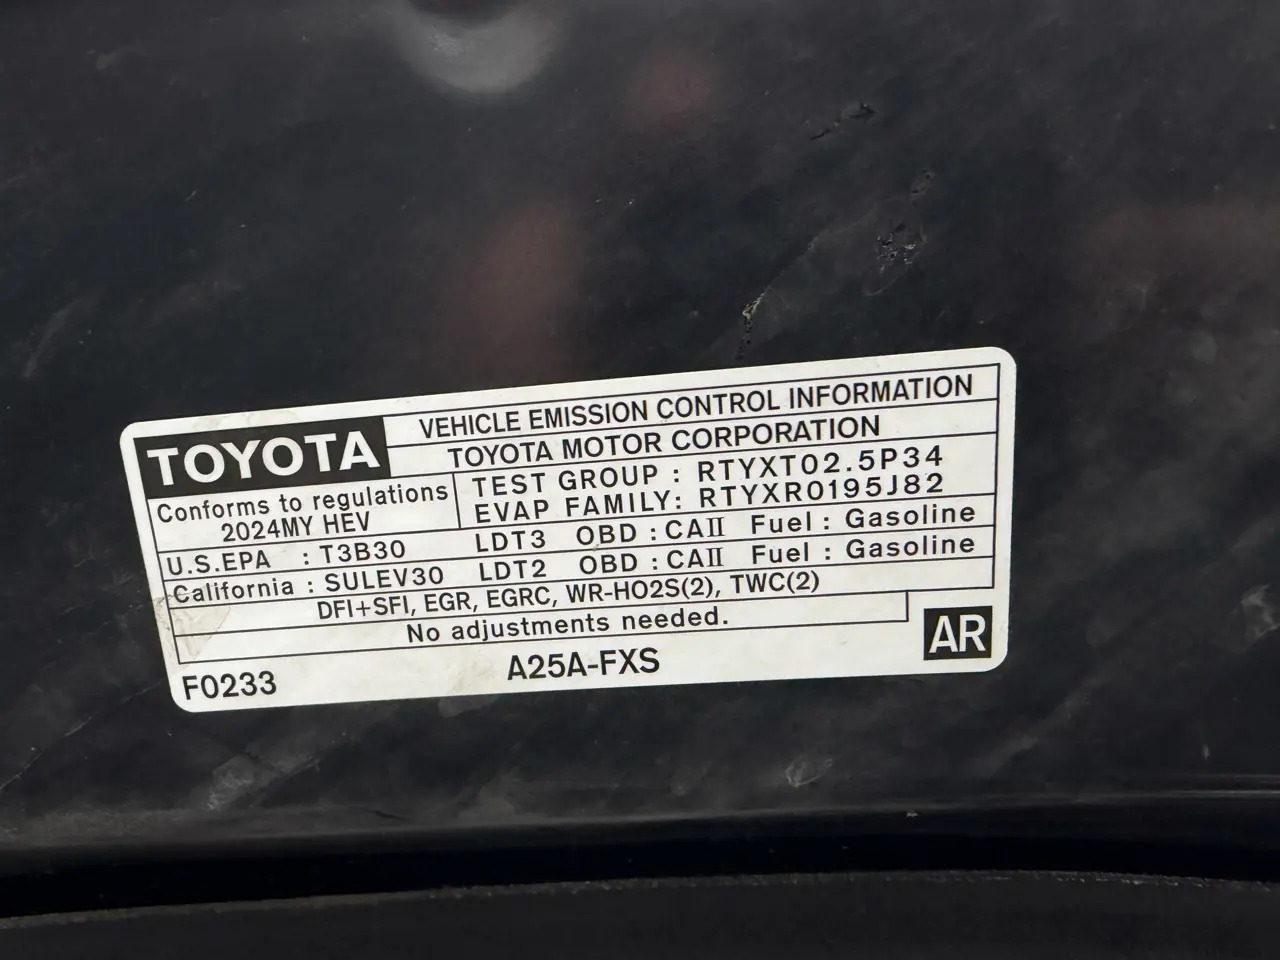 TOYOTA
VEHICLE EMISSION CONTROL INFORMATION
TOYOTA MOTOR CORPORATION
Conforms to regulations
2024MY HEV
TEST GROUP : RTYXT02.5P34
EVAP FAMILY: RTYXR0195J82
U.S.EPA : T3B30 LDT3 OBD : CAII Fuel : Gasoline
California : SULEV30 LDT2 OBD : CAII Fuel : Gasoline
DFI+SFI, EGR, EGRC, WR-HO2S(2), TWC(2)
No adjustments needed.
F0233 A25A-FXS AR